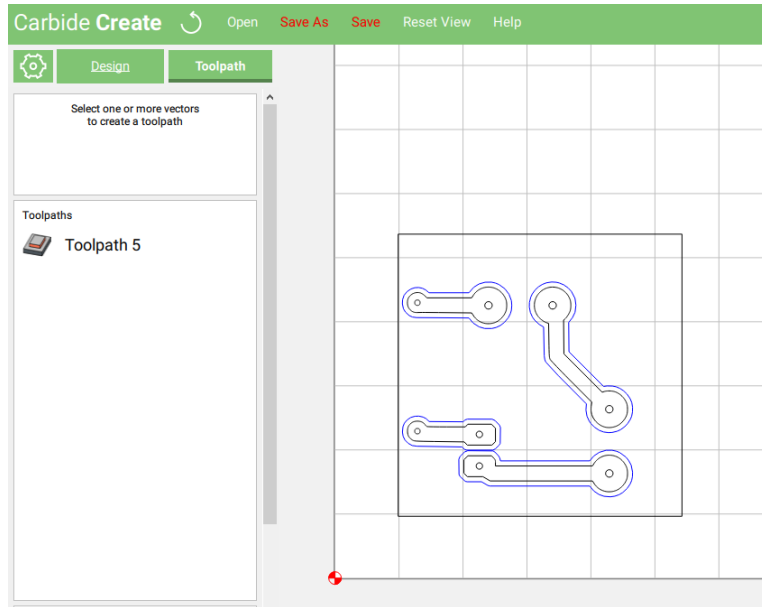 Carbide Create Open Save As Save Reset View Help
Design Toolpath
Select one or more vectors
to create a toolpath
Toolpaths
Toolpath 5